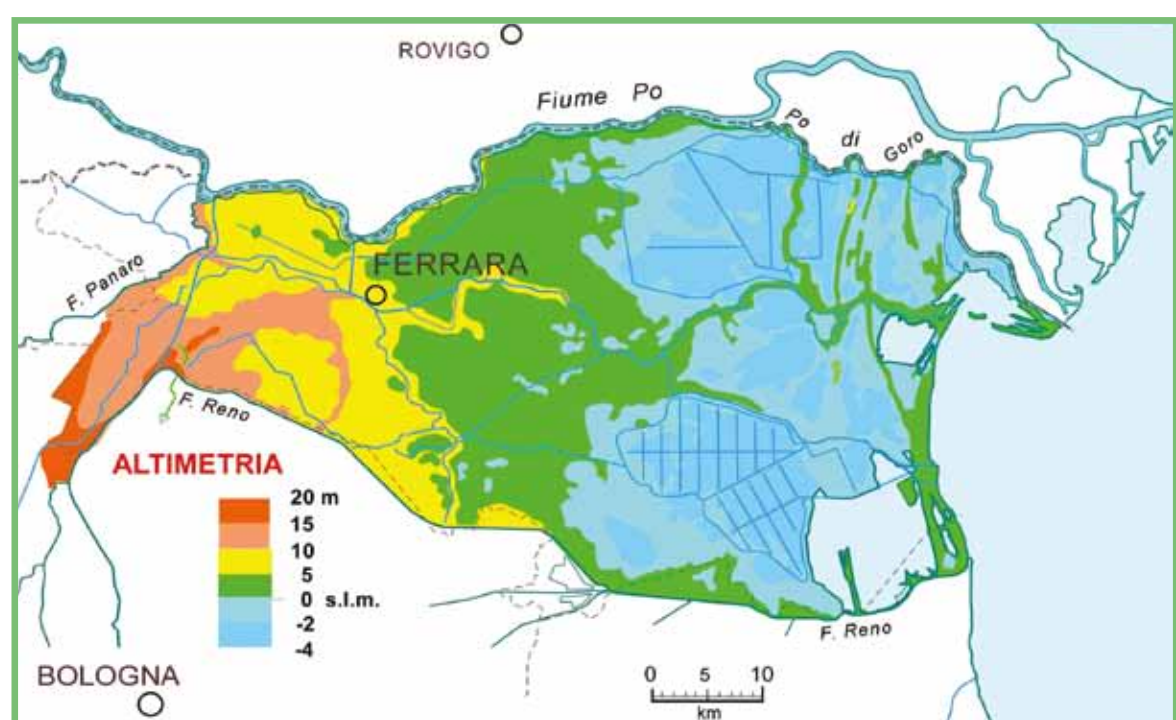 ROVIGO
Fiume Po
Po di Goro
FERRARA
F. Panaro
F. Reno
ALTIMETRIA
20 m
15
10
5
0 s.l.m.
-2
-4
F. Reno
BOLOGNA
0 5 10
km